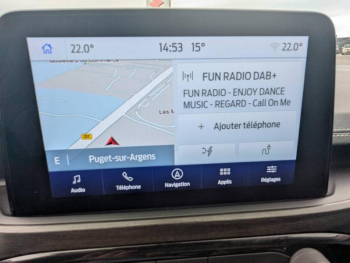 22.0°
14:53
15°
22.0°
FUN RADIO DAB+
FUN RADIO - ENJOY DANCE
MUSIC - REGARD - Call On Me
Les M
+ Ajouter téléphone
E
Puget-sur-Argens
Audio
Téléphone
Navigation
Applis
Réglages